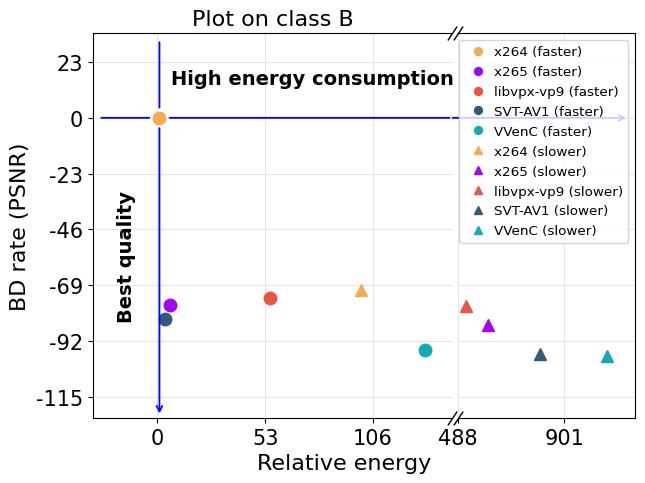 Plot on class B
High energy consumption
Best quality
x264 (faster)
x265 (faster)
libvpx-vp9 (faster)
SVT-AV1 (faster)
VVenC (faster)
x264 (slower)
x265 (slower)
libvpx-vp9 (slower)
SVT-AV1 (slower)
VVenC (slower)
BD rate (PSNR)
23
0
-23
-46
-69
-92
-115
0 53 106 488 901
Relative energy